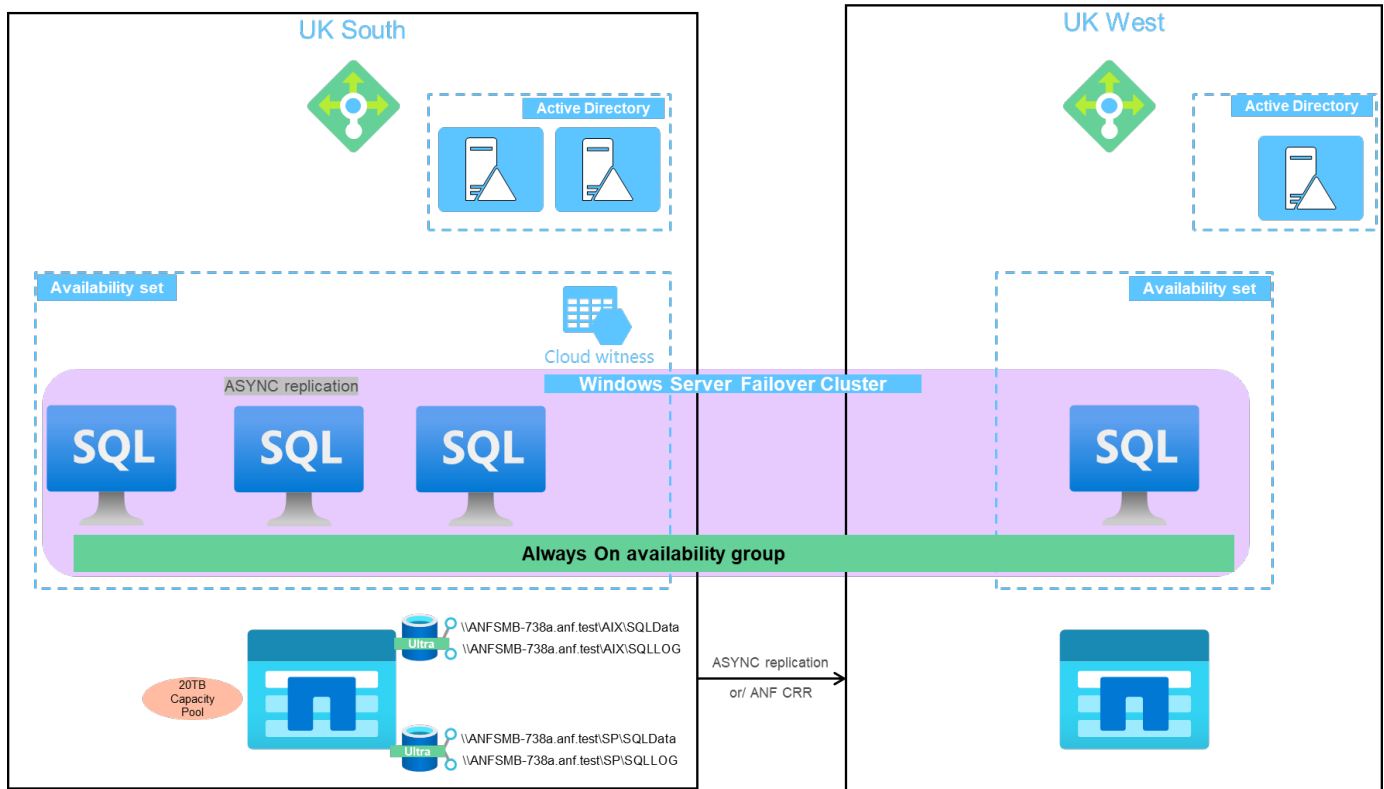 UK South
UK West
Active Directory
Active Directory
Availability set
Availability set
Cloud witness
ASYNC replication
Windows Server Failover Cluster
SQL
SQL
SQL
SQL
Always On availability group
20TB
Capacity
Pool
Ultra
\\ANFSMB-738a.anf.test\AIX\SQLData
\\ANFSMB-738a.anf.test\AIX\SQLLOG
Ultra
\\ANFSMB-738a.anf.test\SP\SQLData
\\ANFSMB-738a.anf.test\SP\SQLLOG
ASYNC replication
or/ ANF CRR